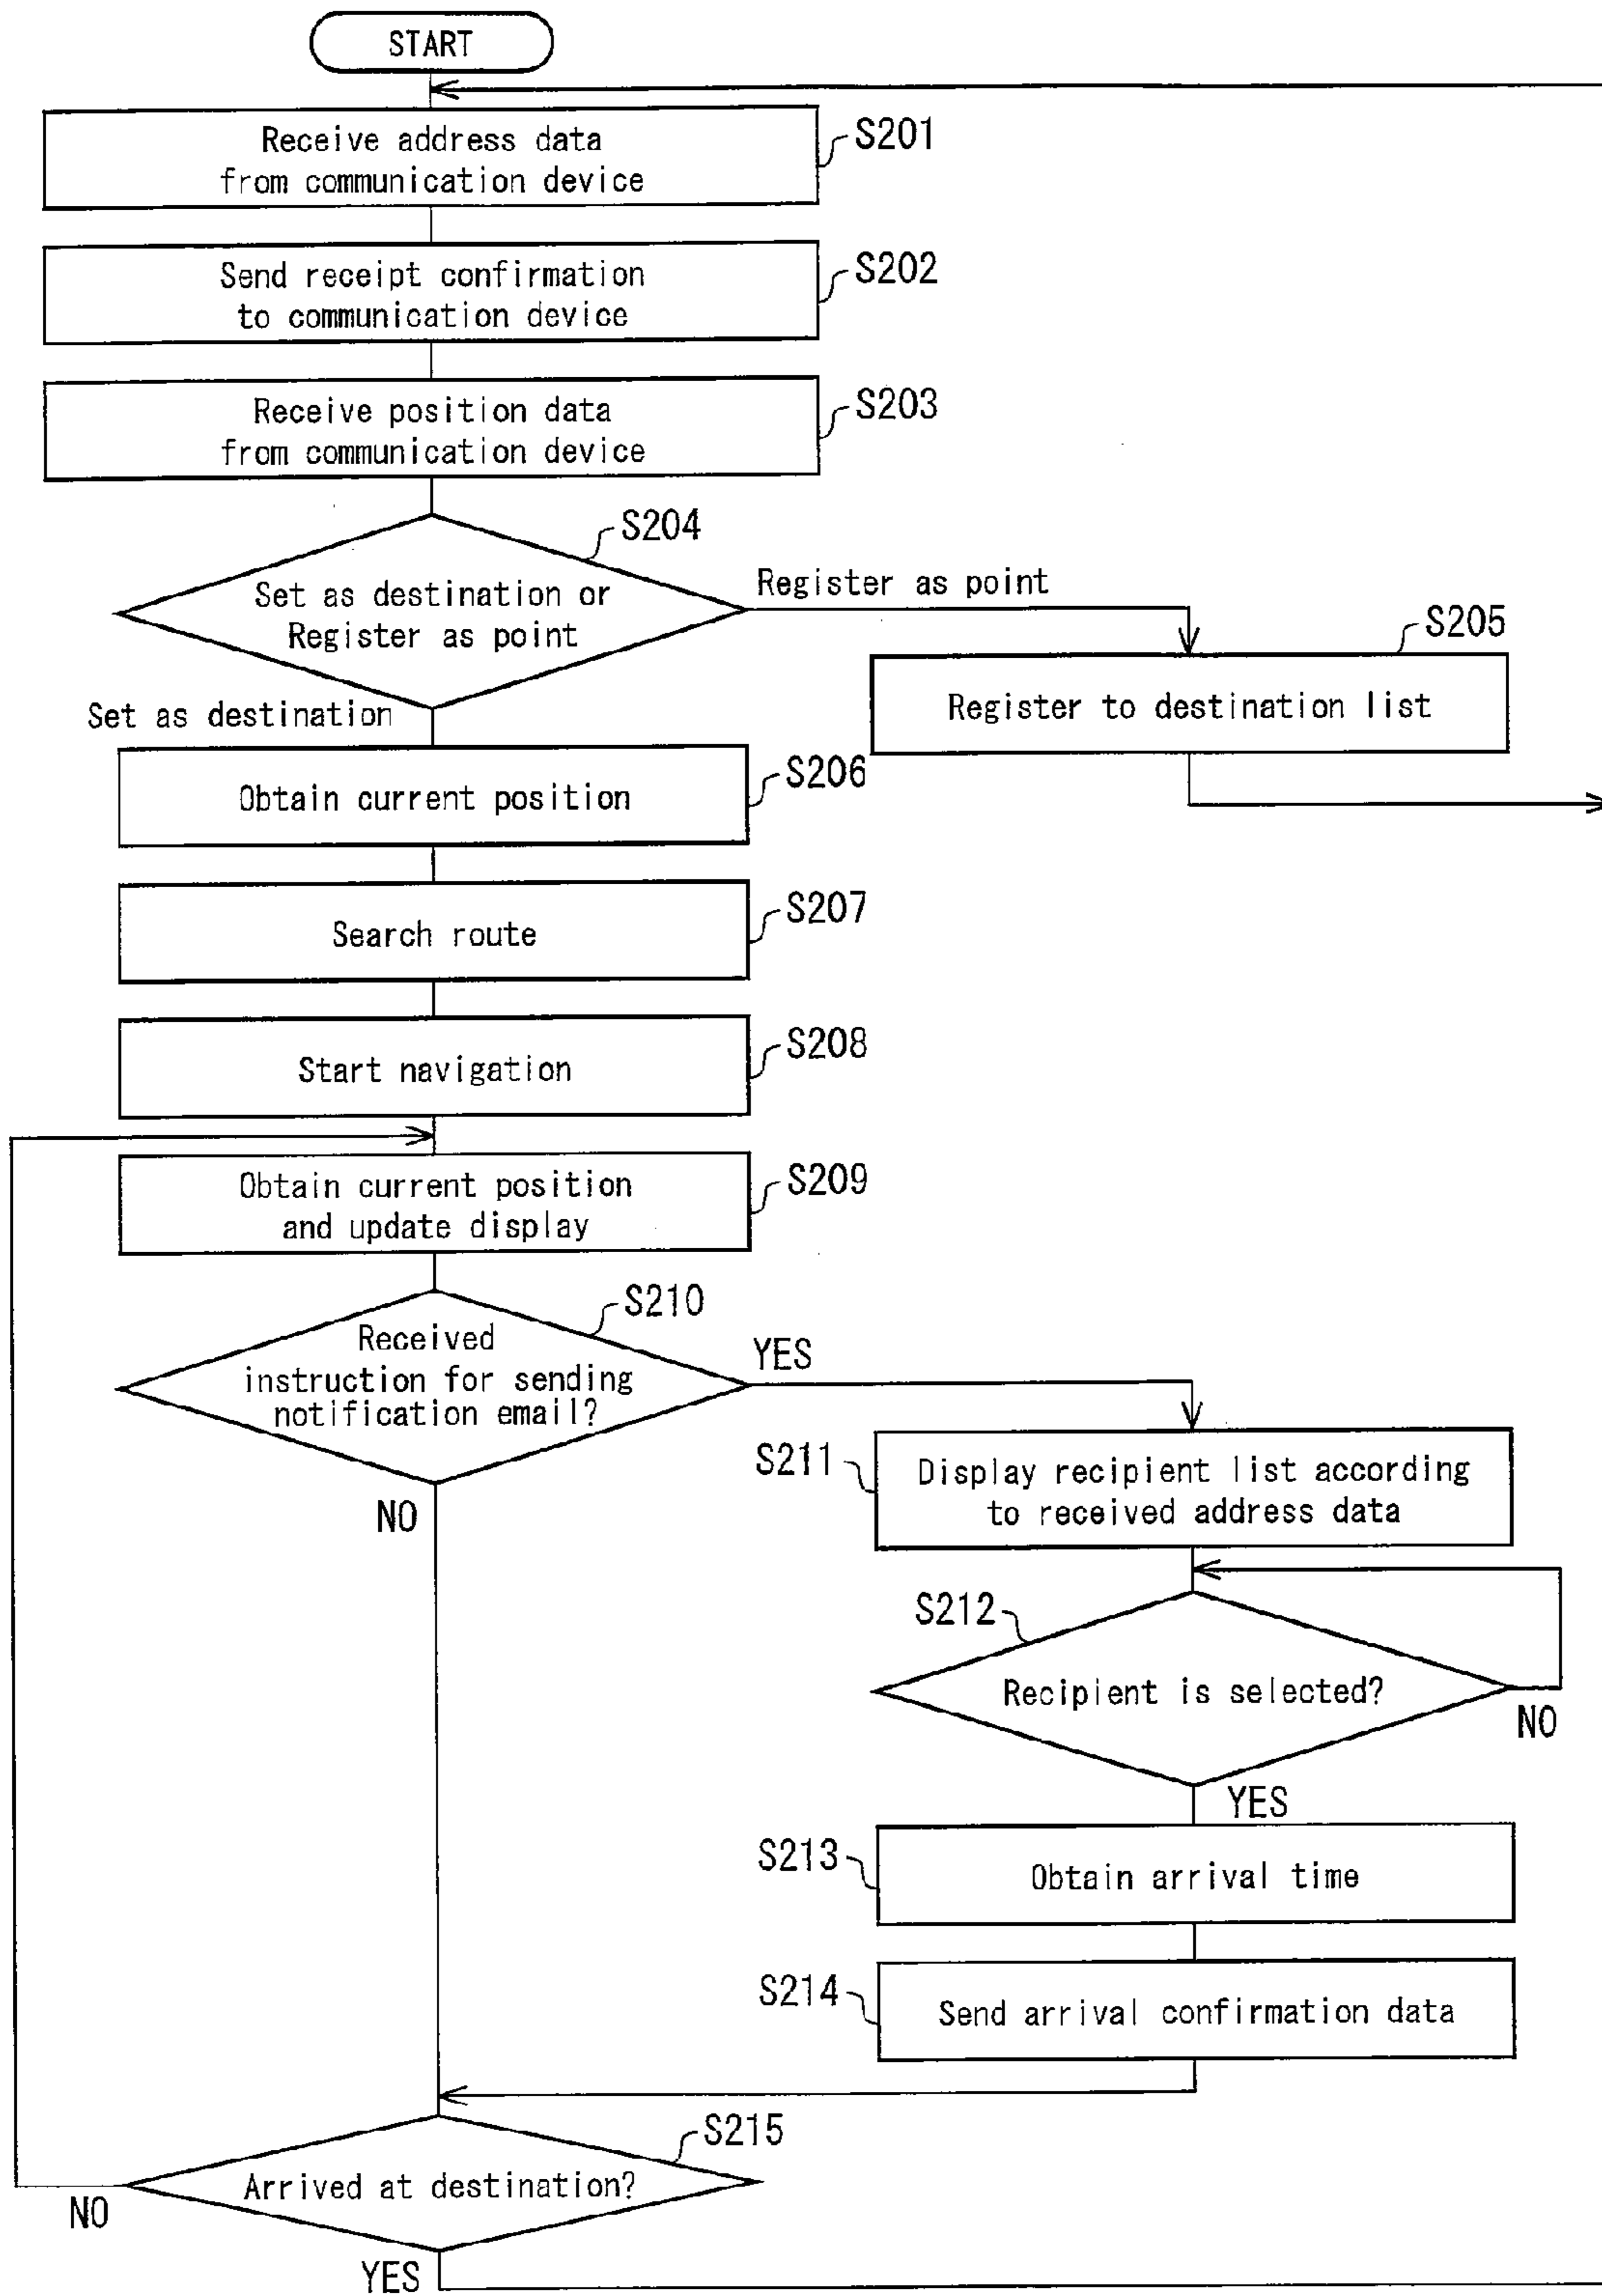 START
Receive address data
from communication device
S201
Send receipt confirmation
to communication device
S202
Receive position data
from communication device
S203
S204
Set as destination or
Register as point
Register as point
S205
Register to destination list
Set as destination
S206
Obtain current position
S207
Search route
S208
Start navigation
S209
Obtain current position
and update display
S210
Received
instruction for sending
notification email?
YES
NO
S211
Display recipient list according
to received address data
S212
Recipient is selected?
NO
YES
S213
Obtain arrival time
S214
Send arrival confirmation data
S215
Arrived at destination?
NO
YES